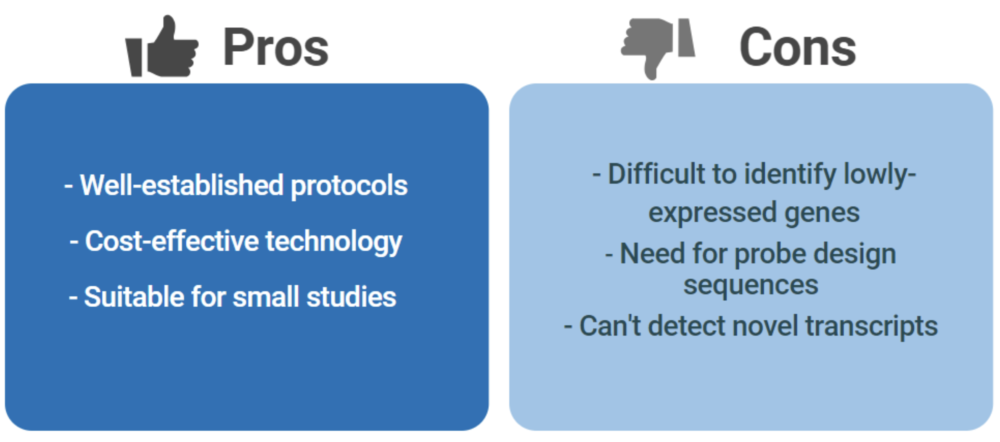 Pros
- Well-established protocols
- Cost-effective technology
- Suitable for small studies
Cons
- Difficult to identify lowly-
expressed genes
- Need for probe design
sequences
- Can't detect novel transcripts